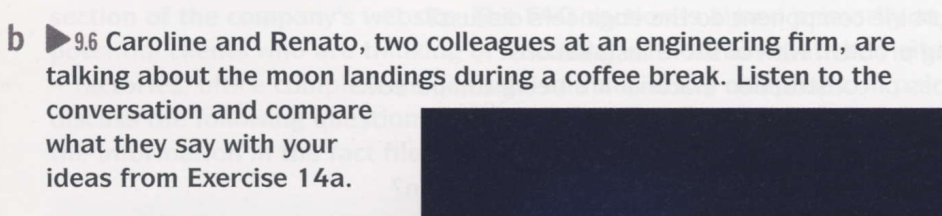 b ▶9.6 Caroline and Renato, two colleagues at an engineering firm, are
talking about the moon landings during a coffee break. Listen to the
conversation and compare
what they say with your
ideas from Exercise 14a.